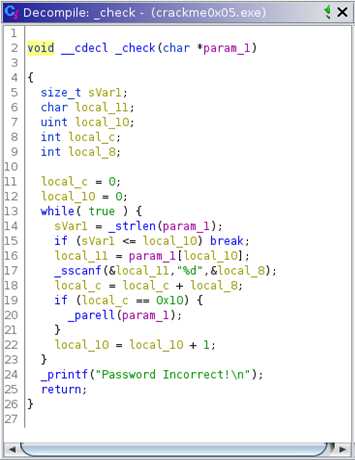 Decompile: _check - (crackme0x05.exe)
1
2 void __cdecl _check(char *param_1)
3
4 {
5 size_t sVar1;
6 char local_11;
7 uint local_10;
8 int local_c;
9 int local_8;
10
11 local_c = 0;
12 local_10 = 0;
13 while( true ) {
14 sVar1 = _strlen(param_1);
15 if (sVar1 <= local_10) break;
16 local_11 = param_1[local_10];
17 _sscanf(&local_11,"%d",&local_8);
18 local_c = local_c + local_8;
19 if (local_c == 0x10) {
20 _parell(param_1);
21 }
22 local_10 = local_10 + 1;
23 }
24 _printf("Password Incorrect!\n");
25 return;
26 }
27